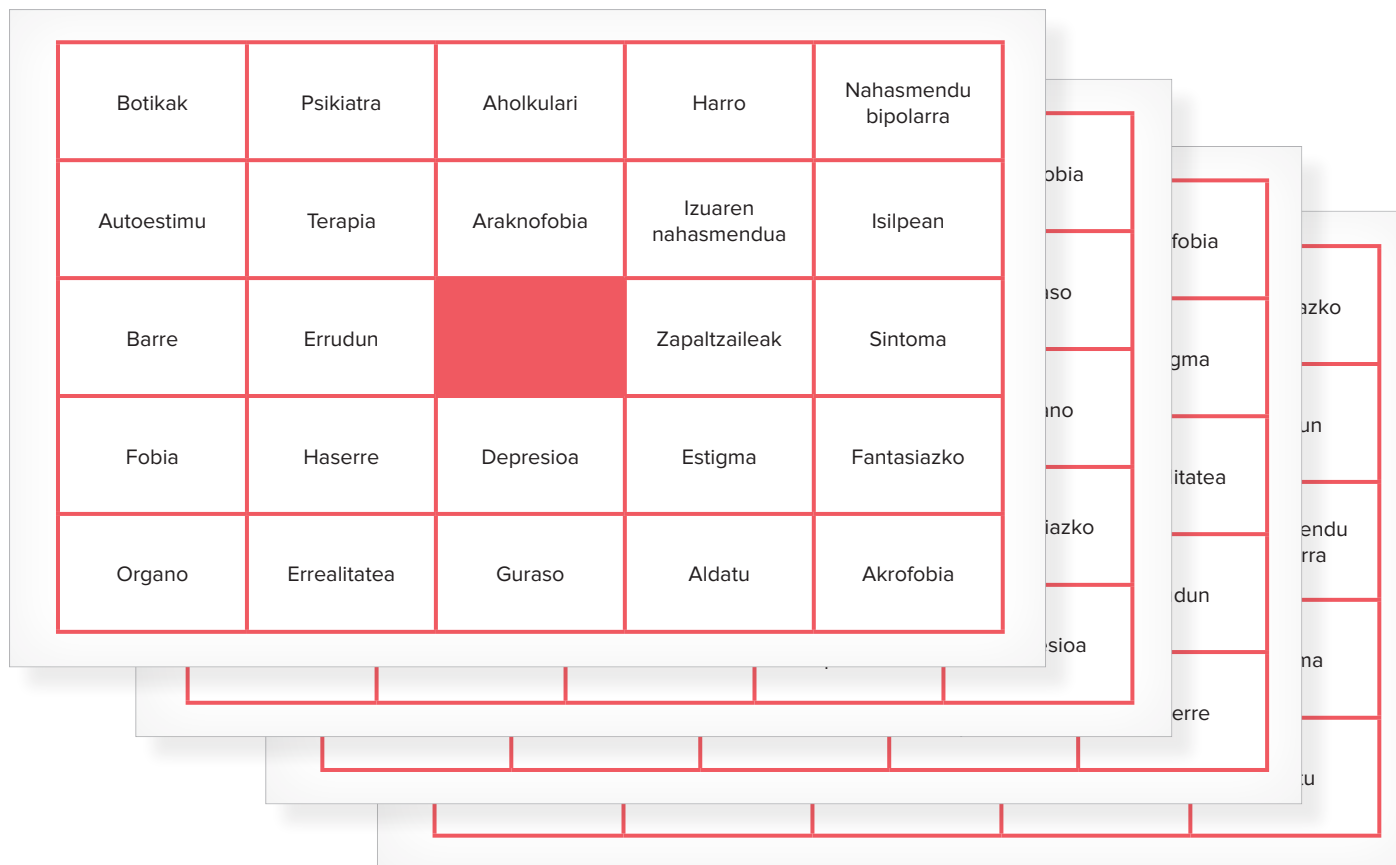 Botikak
Psikiatra
Aholkulari
Harro
Nahasmendu
bipolarra
Autoestimu
Terapia
Araknofobia
Izuaren
nahasmendua
Isilpean
Barre
Errudun
Zapaltzaileak
Sintoma
Fobia
Haserre
Depresioa
Estigma
Fantasiazko
Organo
Errealitatea
Guraso
Aldatu
Akrofobia